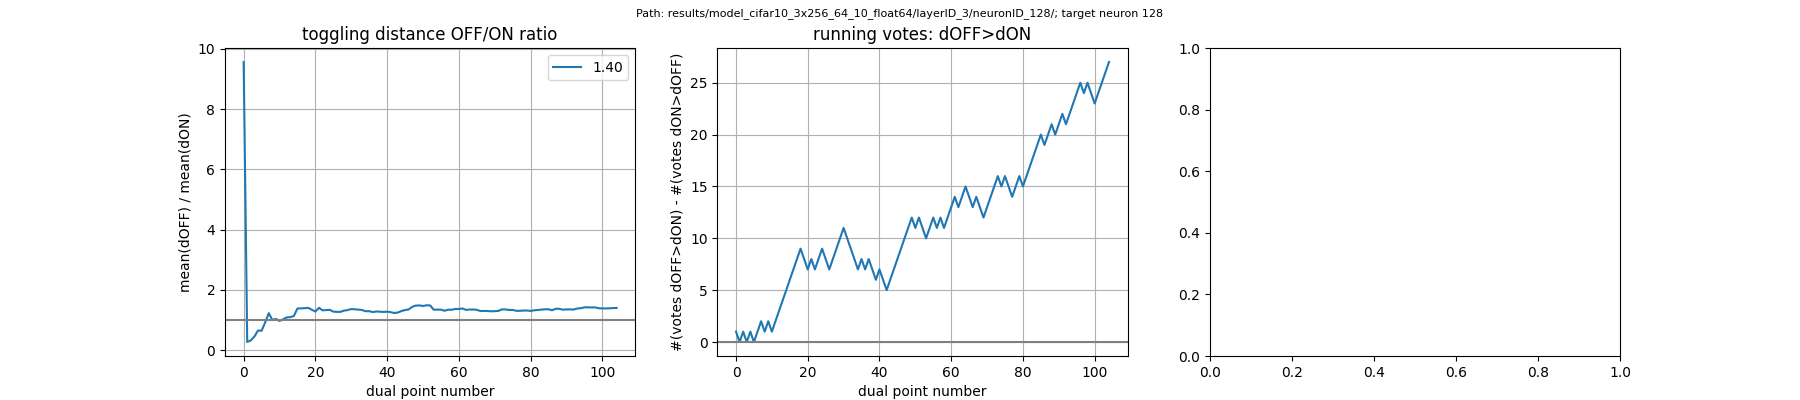 Path: results/model_cifar10_3x256_64_10_float64/layerID_3/neuronID_128/; target neuron 128
toggling distance OFF/ON ratio
mean(dOFF) / mean(dON)
10
8
6
4
2
0
1.40
0 20 40 60 80 100
dual point number
running votes: dOFF>dON
#(votes dOFF>dON) - #(votes dON>dOFF)
25
20
15
10
5
0
0 20 40 60 80 100
dual point number
1.0
0.8
0.6
0.4
0.2
0.0
0.0 0.2 0.4 0.6 0.8 1.0